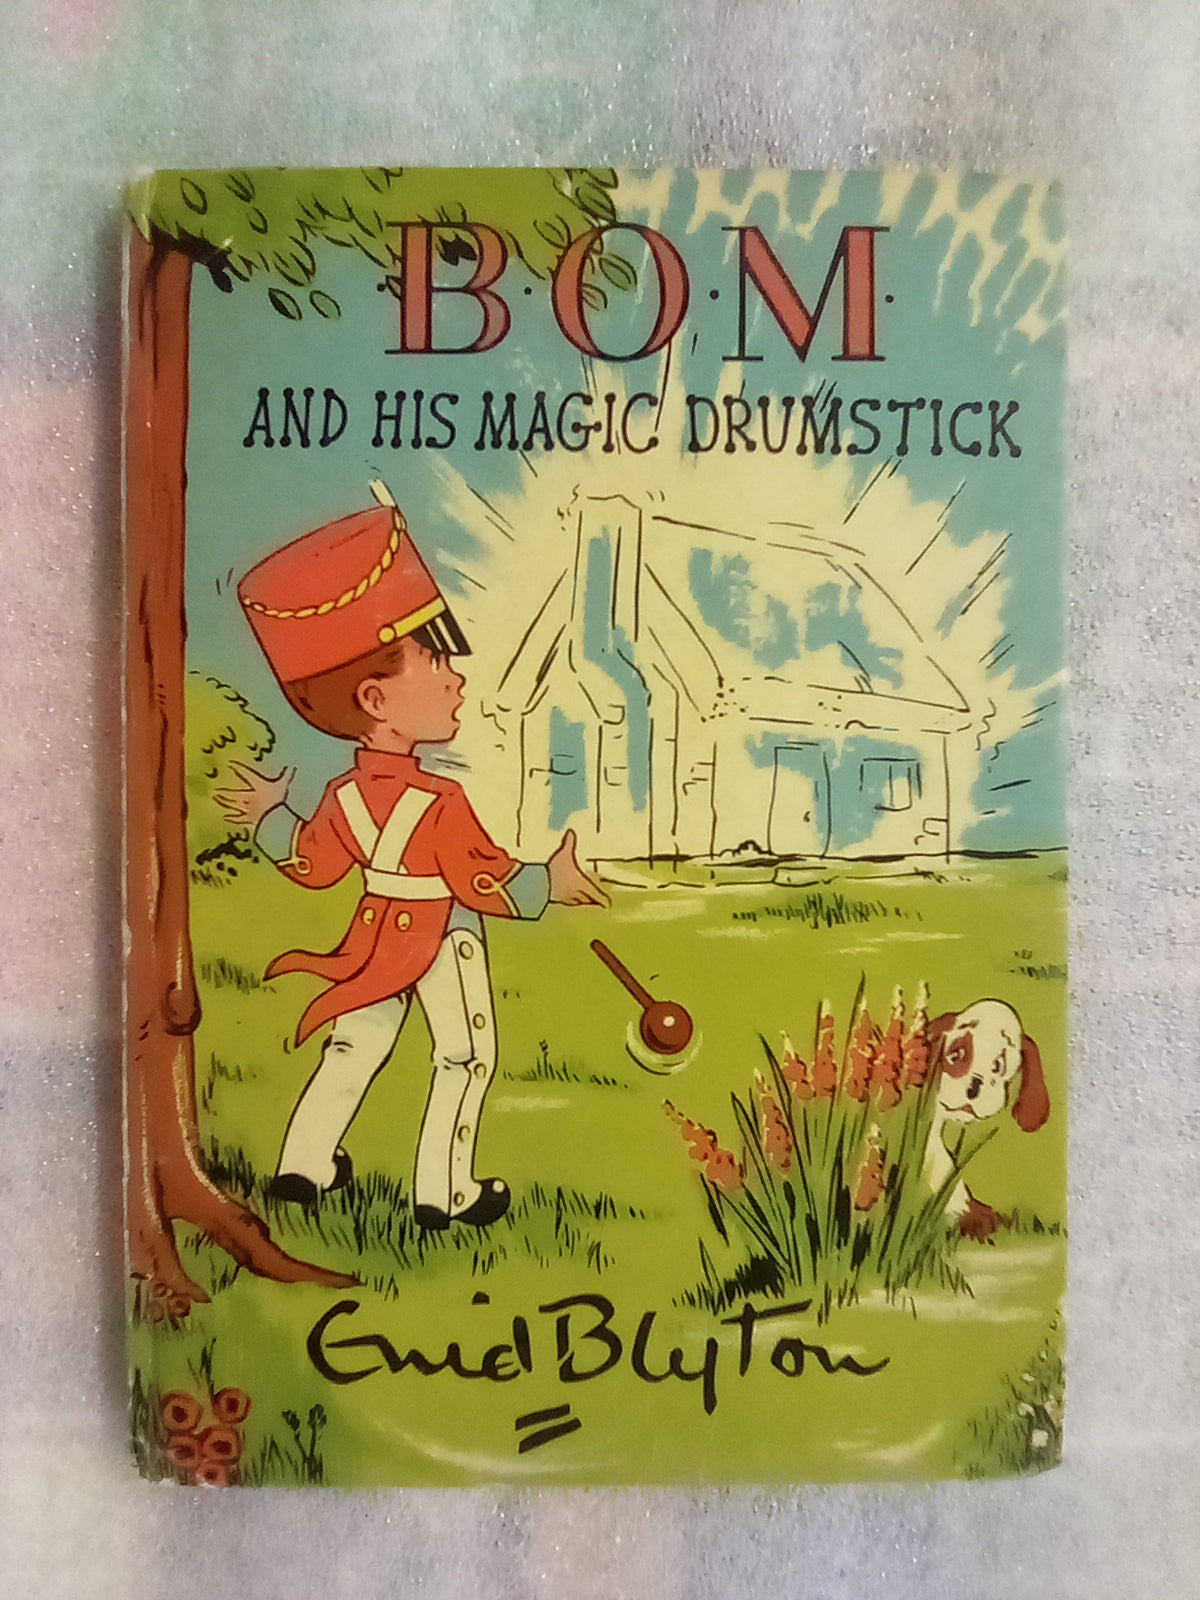 ·B·O·M·
AND HIS MAGIC DRUMSTICK
Enid Blyton